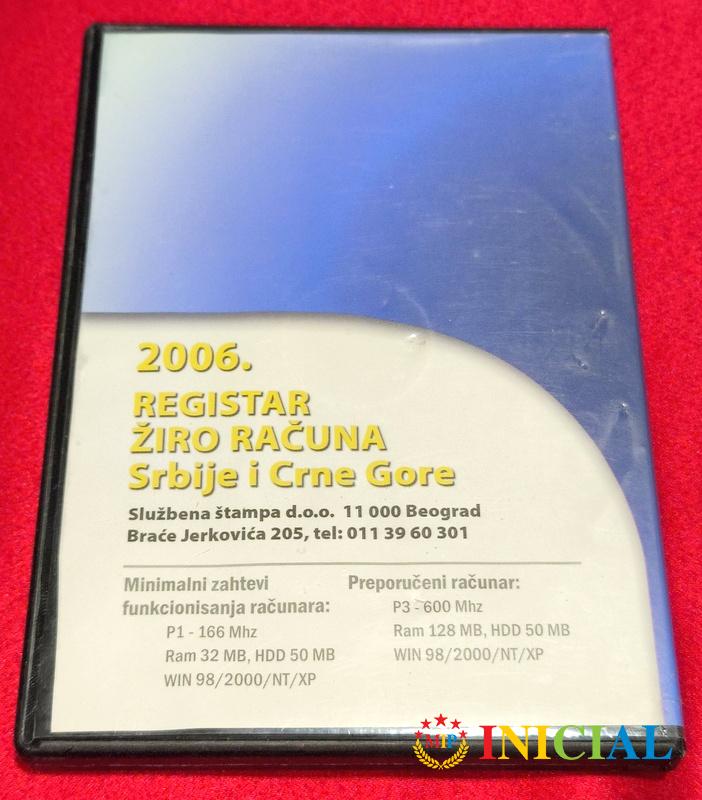 2006.
REGISTAR
ŽIRO RAČUNA
Srbije i Crne Gore
Službena štampa d.o.o. 11 000 Beograd
Braće Jerkovića 205, tel: 011 39 60 301
Minimalni zahtevi
funkcionisanja računara:
P1 - 166 Mhz
Ram 32 MB, HDD 50 MB
WIN 98/2000/NT/XP
Preporučeni računar:
P3 - 600 Mhz
Ram 128 MB, HDD 50 MB
WIN 98/2000/NT/XP
MIP INICIAL